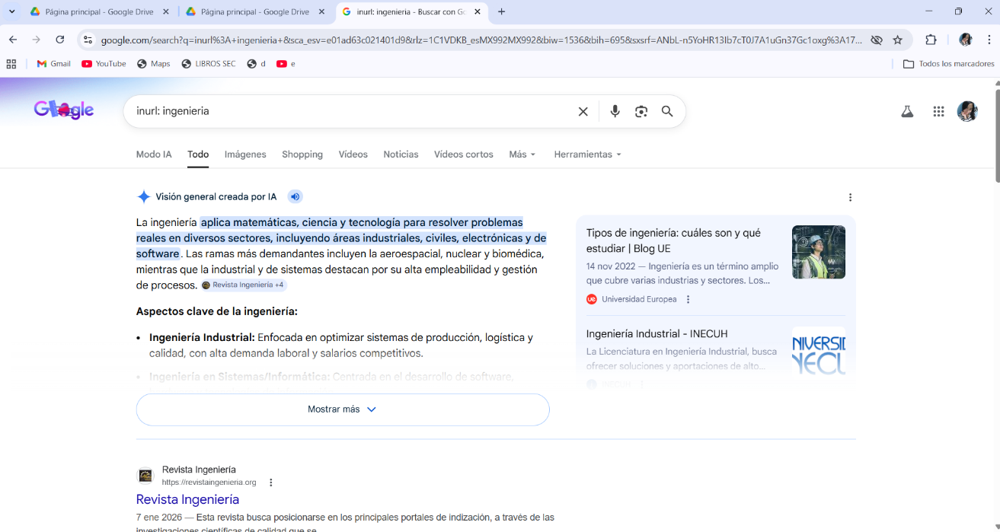 Página principal - Google Drive
Página principal - Google Drive
inurl: ingenieria - Buscar con Go
google.com/search?q=inurl%3A+ingenieria+&sca_esv=e01ad63c021401d9&rlz=1C1VDKB_esMX992MX992&biw=1536&bih=695&sxsrf=ANbL-n5YoHR13Ib7cT0J7A1uGn37Gc1oxg%3A17...
Gmail
YouTube
Maps
LIBROS SEC
d
e
Todos los marcadores
Google
inurl: ingenieria
Modo IA
Todo
Imágenes
Shopping
Vídeos
Noticias
Vídeos cortos
Más
Herramientas
Visión general creada por IA
La ingeniería aplica matemáticas, ciencia y tecnología para resolver problemas
reales en diversos sectores, incluyendo áreas industriales, civiles, electrónicas y de
software. Las ramas más demandantes incluyen la aeroespacial, nuclear y biomédica,
mientras que la industrial y de sistemas destacan por su alta empleabilidad y gestión
de procesos. Revista Ingeniería +4
Aspectos clave de la ingeniería:
• Ingeniería Industrial: Enfocada en optimizar sistemas de producción, logística y
calidad, con alta demanda laboral y salarios competitivos.
• Ingeniería en Sistemas/Informática: Centrada en el desarrollo de software,
Mostrar más
Tipos de ingeniería: cuáles son y qué
estudiar | Blog UE
14 nov 2022 — Ingeniería es un término amplio
que cubre varias industrias y sectores. Los...
ue Universidad Europea
Ingeniería Industrial - INECUH
La Licenciatura en Ingeniería Industrial, busca
ofrecer soluciones y aportaciones de alto...
INECUH
Revista Ingeniería
https://revistaingenieria.org
Revista Ingeniería
7 ene 2026 — Esta revista busca posicionarse en los principales portales de indización, a través de las
investigaciones científicas de calidad que se